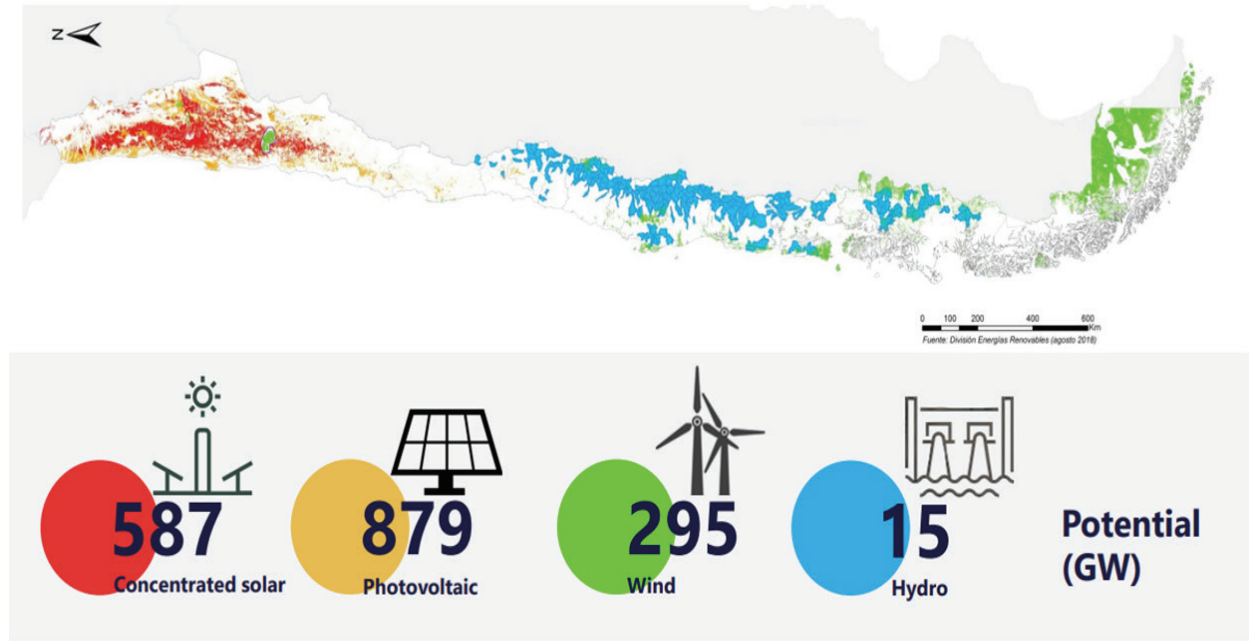 N
0 100 200 400 600
Km
Fuente: División Energías Renovables (agosto 2018)
587
Concentrated solar
879
Photovoltaic
295
Wind
15
Hydro
Potential
(GW)